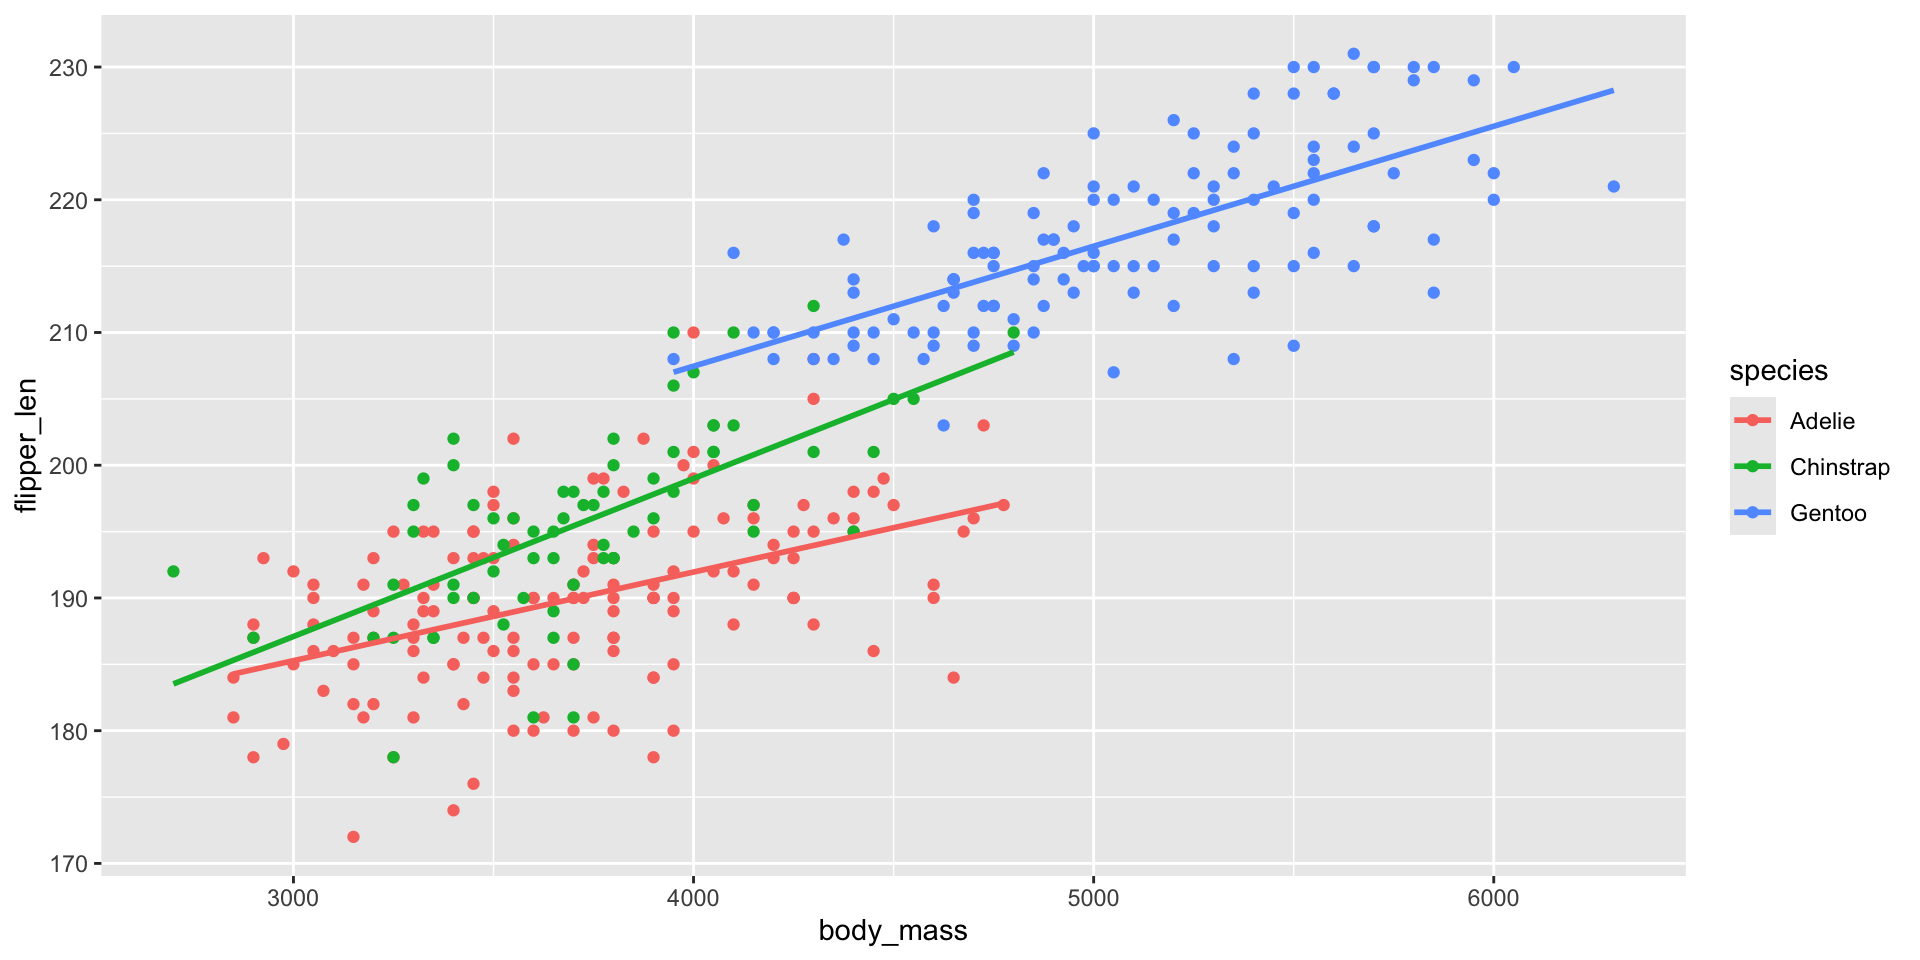 flipper_len
230
220
210
200
190
180
170
3000 4000 5000 6000
body_mass
species
Adelie
Chinstrap
Gentoo